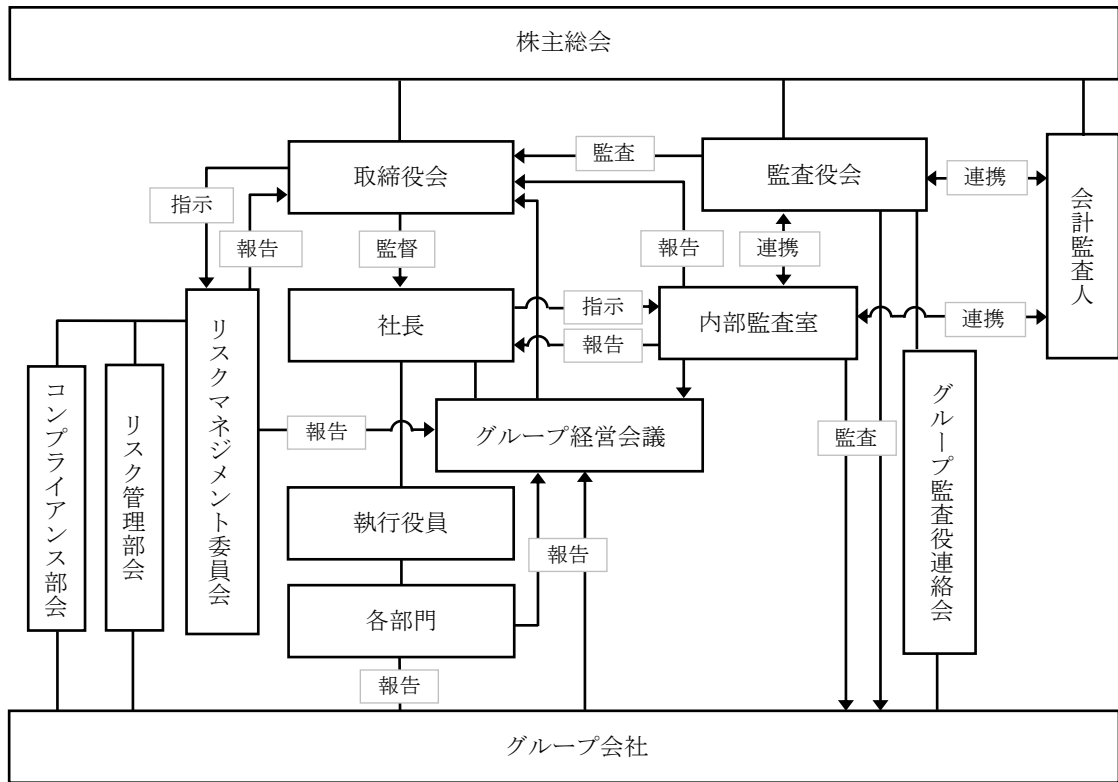 株主総会
取締役会
監査
監査役会
連携
会計監査人
指示
報告
監督
報告
連携
リスクマネジメント委員会
社長
指示
報告
内部監査室
連携
コンプライアンス部会
リスク管理部会
報告
グループ経営会議
監査
グループ監査役連絡会
執行役員
報告
各部門
報告
グループ会社